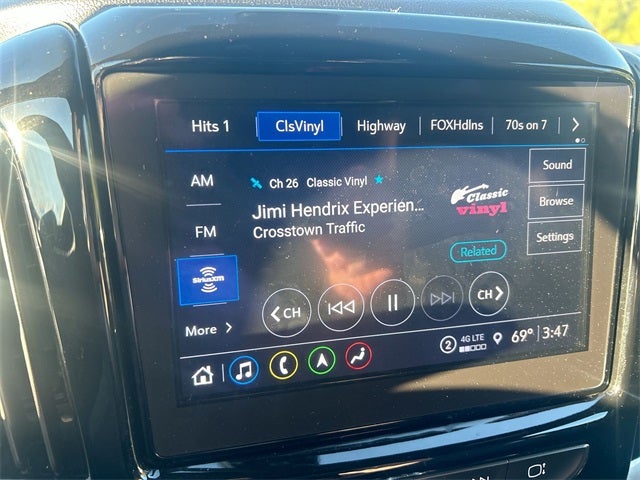 Hits 1 ClsVinyl Highway FOXHdlns 70s on 7
AM
Ch 26 Classic Vinyl
Sound
Jimi Hendrix Experien...
Classic
vinyl
Browse
FM
Crosstown Traffic
Settings
Related
SiriusXM
CH CH
More
2 4G LTE 69° 3:47